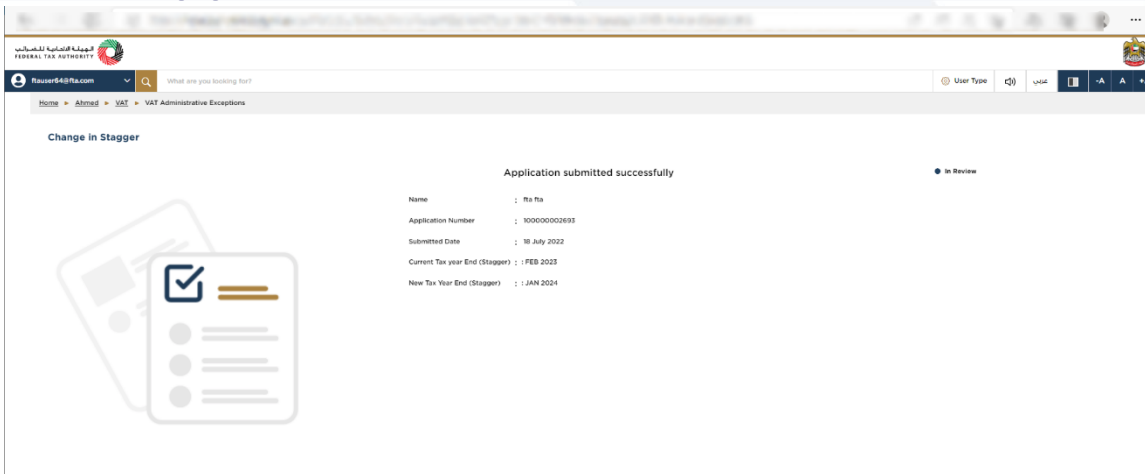 الهيئة الاتحادية للضرائب
FEDERAL TAX AUTHORITY
ftauser64@fta.com
What are you looking for?
User Type
عربي
-A A +
Home ► Ahmed ► VAT ► VAT Administrative Exceptions
Change in Stagger
Application submitted successfully
In Review
Name : fta fta
Application Number : 100000002693
Submitted Date : 18 July 2022
Current Tax year End (Stagger) : : FEB 2023
New Tax Year End (Stagger) : : JAN 2024